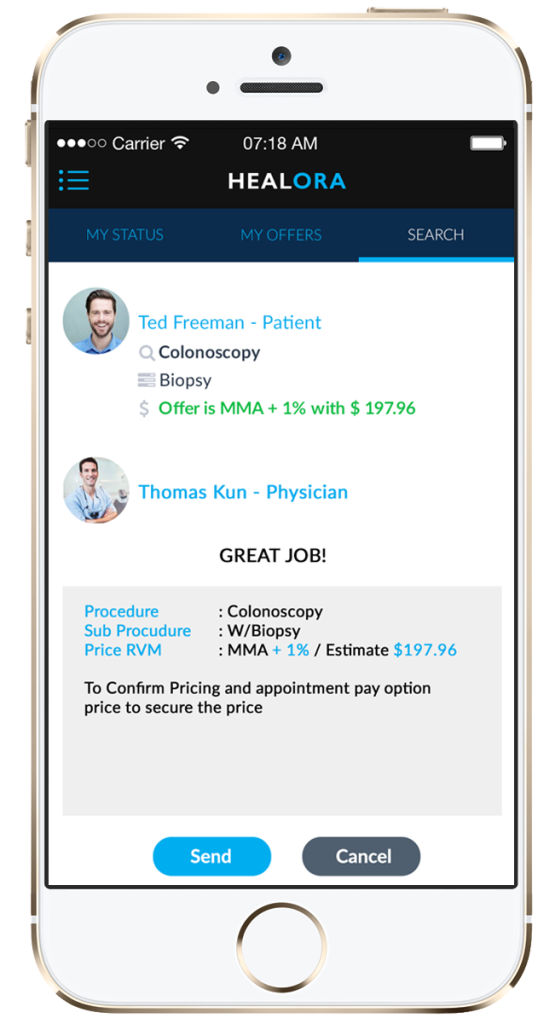 Carrier 07:18 AM
HEALORA
MY STATUS MY OFFERS SEARCH
Ted Freeman - Patient
Colonoscopy
Biopsy
$ Offer is MMA + 1% with $ 197.96
Thomas Kun - Physician
GREAT JOB!
Procedure : Colonoscopy
Sub Procudure : W/Biopsy
Price RVM : MMA + 1% / Estimate $197.96
To Confirm Pricing and appointment pay option
price to secure the price
Send Cancel